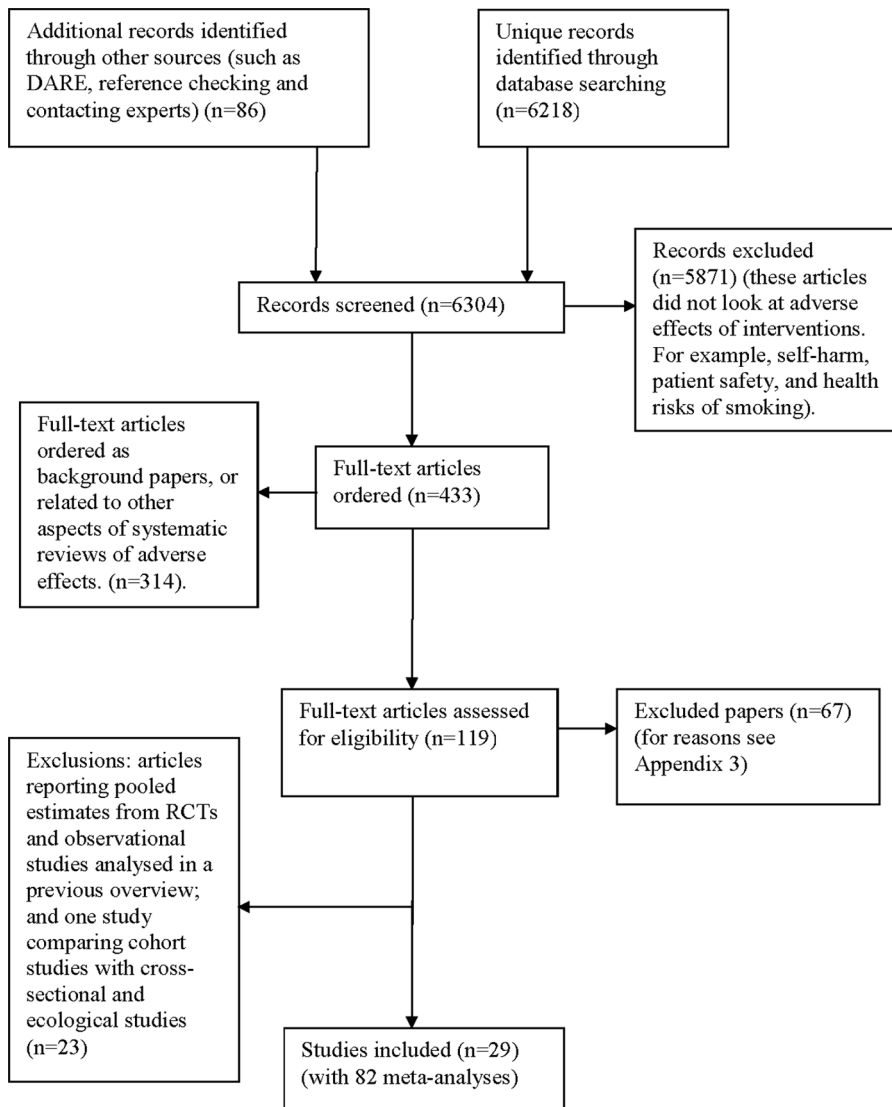 Additional records identified
through other sources (such as
DARE, reference checking and
contacting experts) (n=86)
Unique records
identified through
database searching
(n=6218)
Records excluded
(n=5871) (these articles
did not look at adverse
effects of interventions.
For example, self-harm,
patient safety, and health
risks of smoking).
Records screened (n=6304)
Full-text articles
ordered as
background papers, or
related to other
aspects of systematic
reviews of adverse
effects. (n=314).
Full-text articles
ordered (n=433)
Full-text articles assessed
for eligibility (n=119)
Excluded papers (n=67)
(for reasons see
Appendix 3)
Exclusions: articles
reporting pooled
estimates from RCTs
and observational
studies analysed in a
previous overview;
and one study
comparing cohort
studies with cross-
sectional and
ecological studies
(n=23)
Studies included (n=29)
(with 82 meta-analyses)